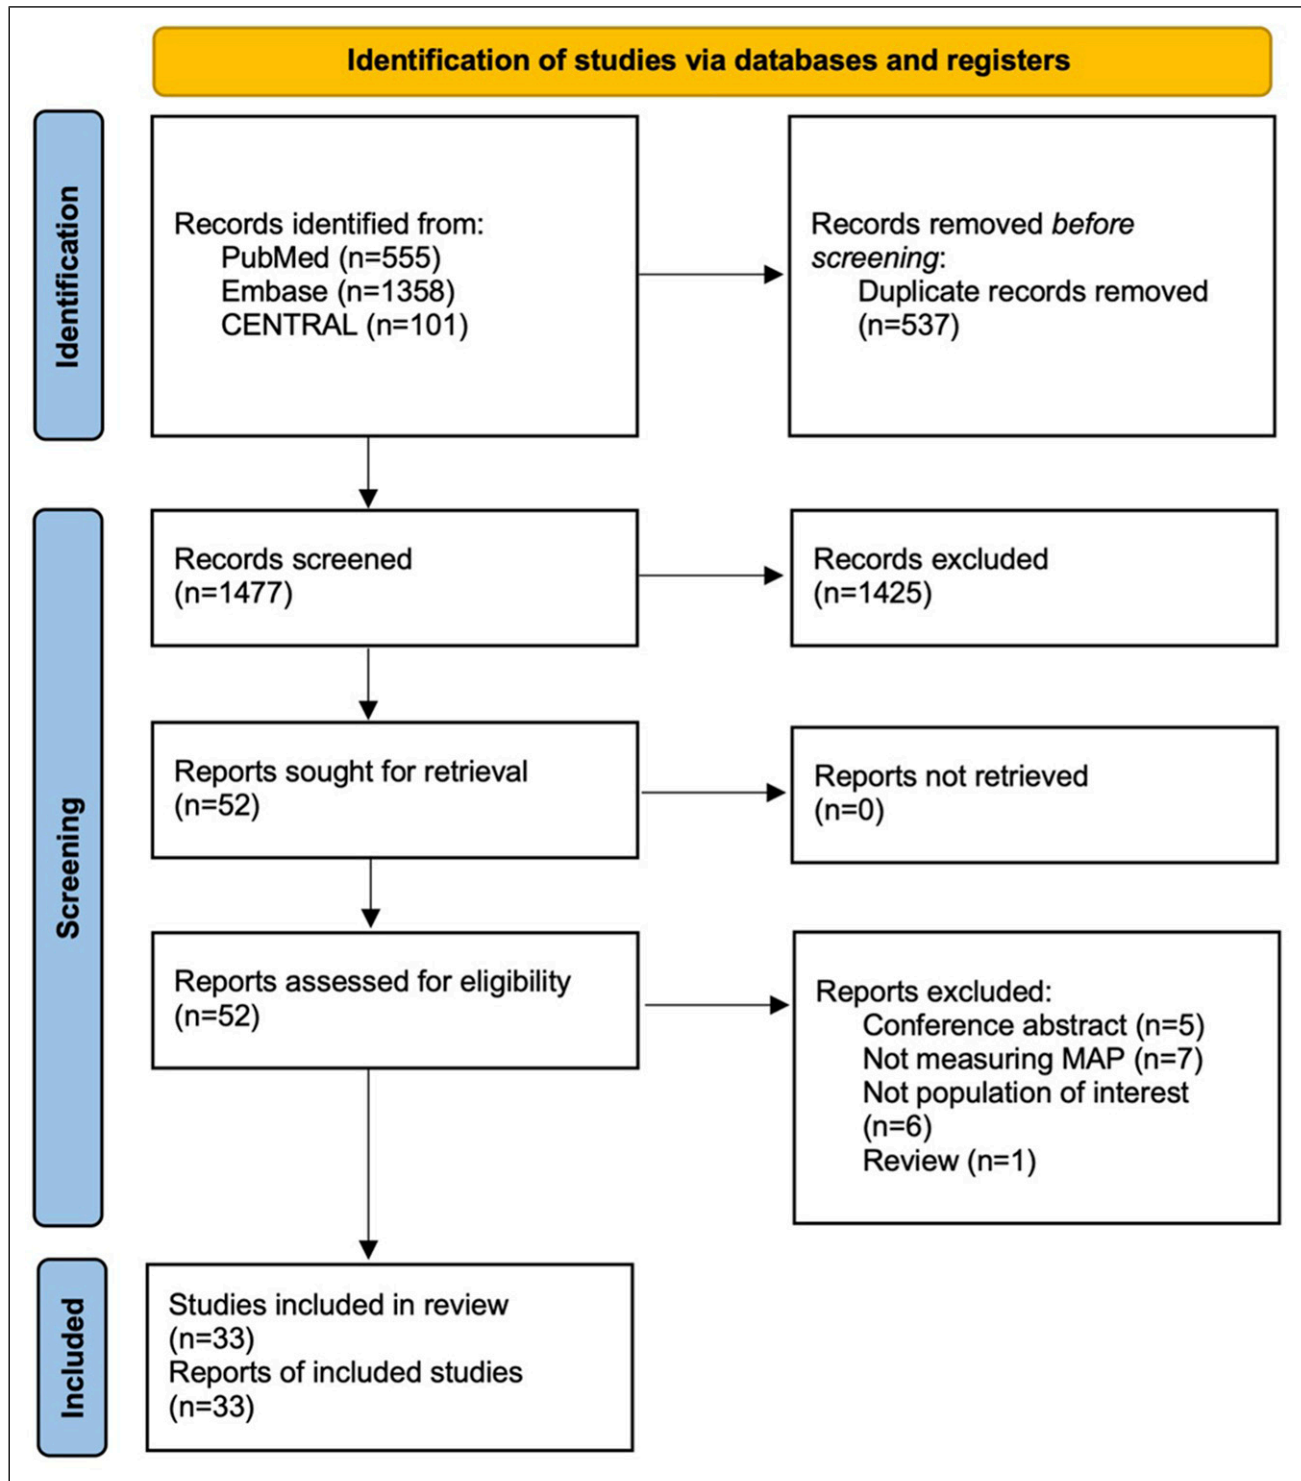 Identification of studies via databases and registers
Identification
Records identified from:
PubMed (n=555)
Embase (n=1358)
CENTRAL (n=101)
Records removed before
screening:
Duplicate records removed
(n=537)
Screening
Records screened
(n=1477)
Records excluded
(n=1425)
Reports sought for retrieval
(n=52)
Reports not retrieved
(n=0)
Reports assessed for eligibility
(n=52)
Reports excluded:
Conference abstract (n=5)
Not measuring MAP (n=7)
Not population of interest
(n=6)
Review (n=1)
Included
Studies included in review
(n=33)
Reports of included studies
(n=33)